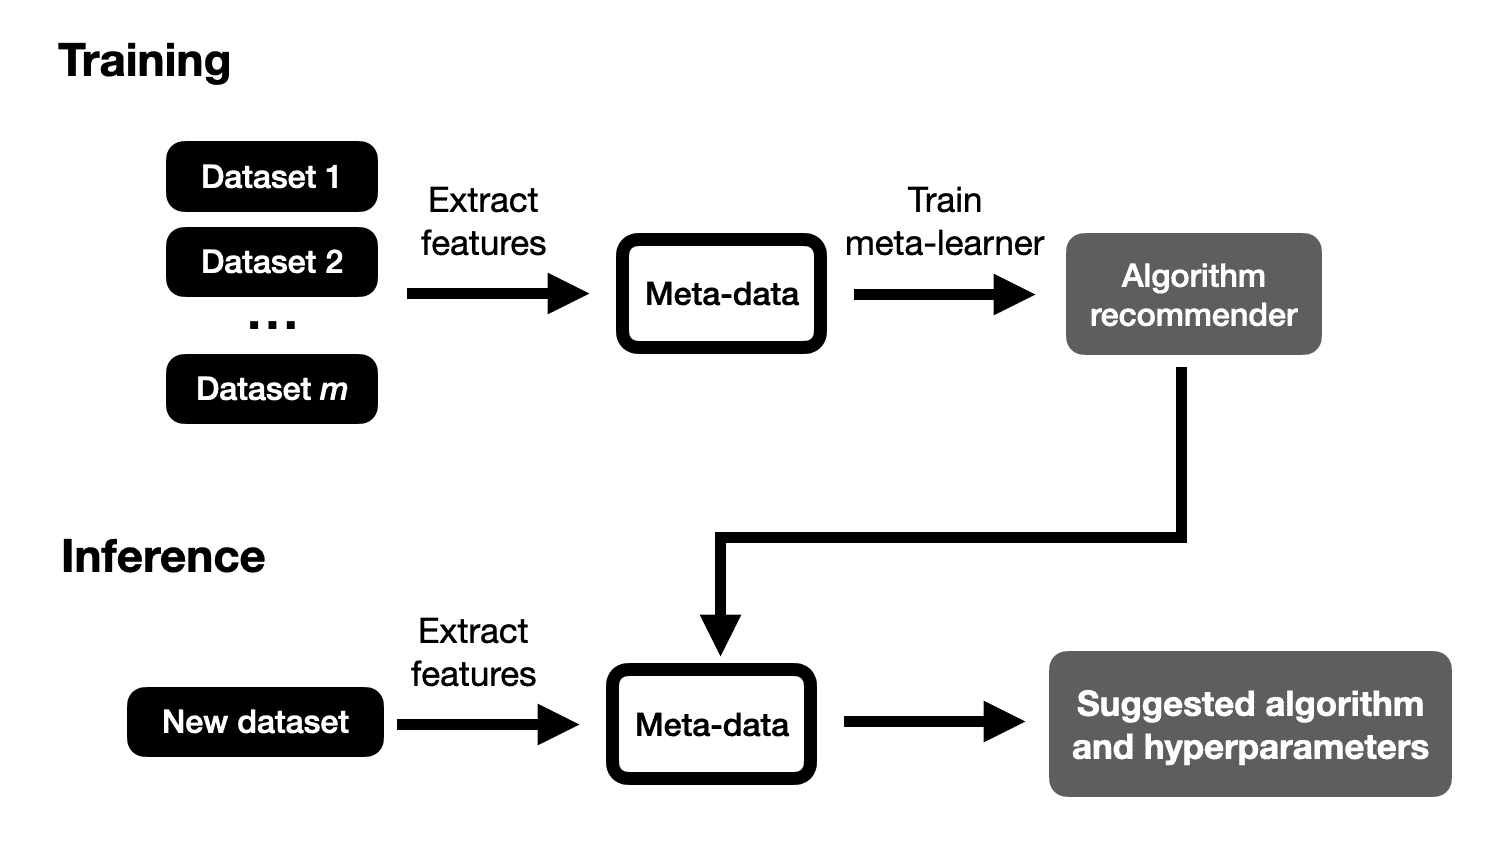 Training
Dataset 1
Dataset 2
...
Dataset m
Extract
features
Meta-data
Train
meta-learner
Algorithm
recommender
Inference
New dataset
Extract
features
Meta-data
Suggested algorithm
and hyperparameters